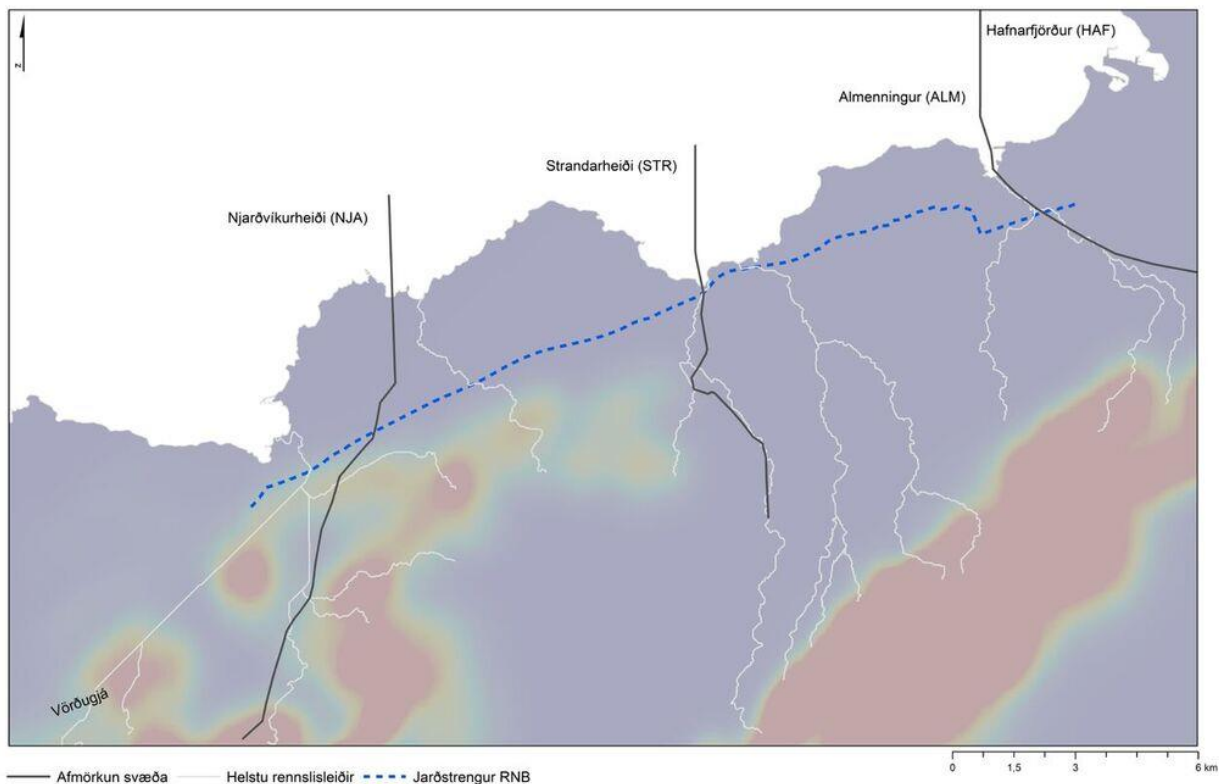 Hafnarfjörður (HAF)
Almenningur (ALM)
Strandarheiði (STR)
Njarðvíkurheiði (NJA)
Vörðugjá
N
Afmörkun svæða
Helstu rennslisleiðir
Jarðstrengur RNB
0 1,5 3 6 km